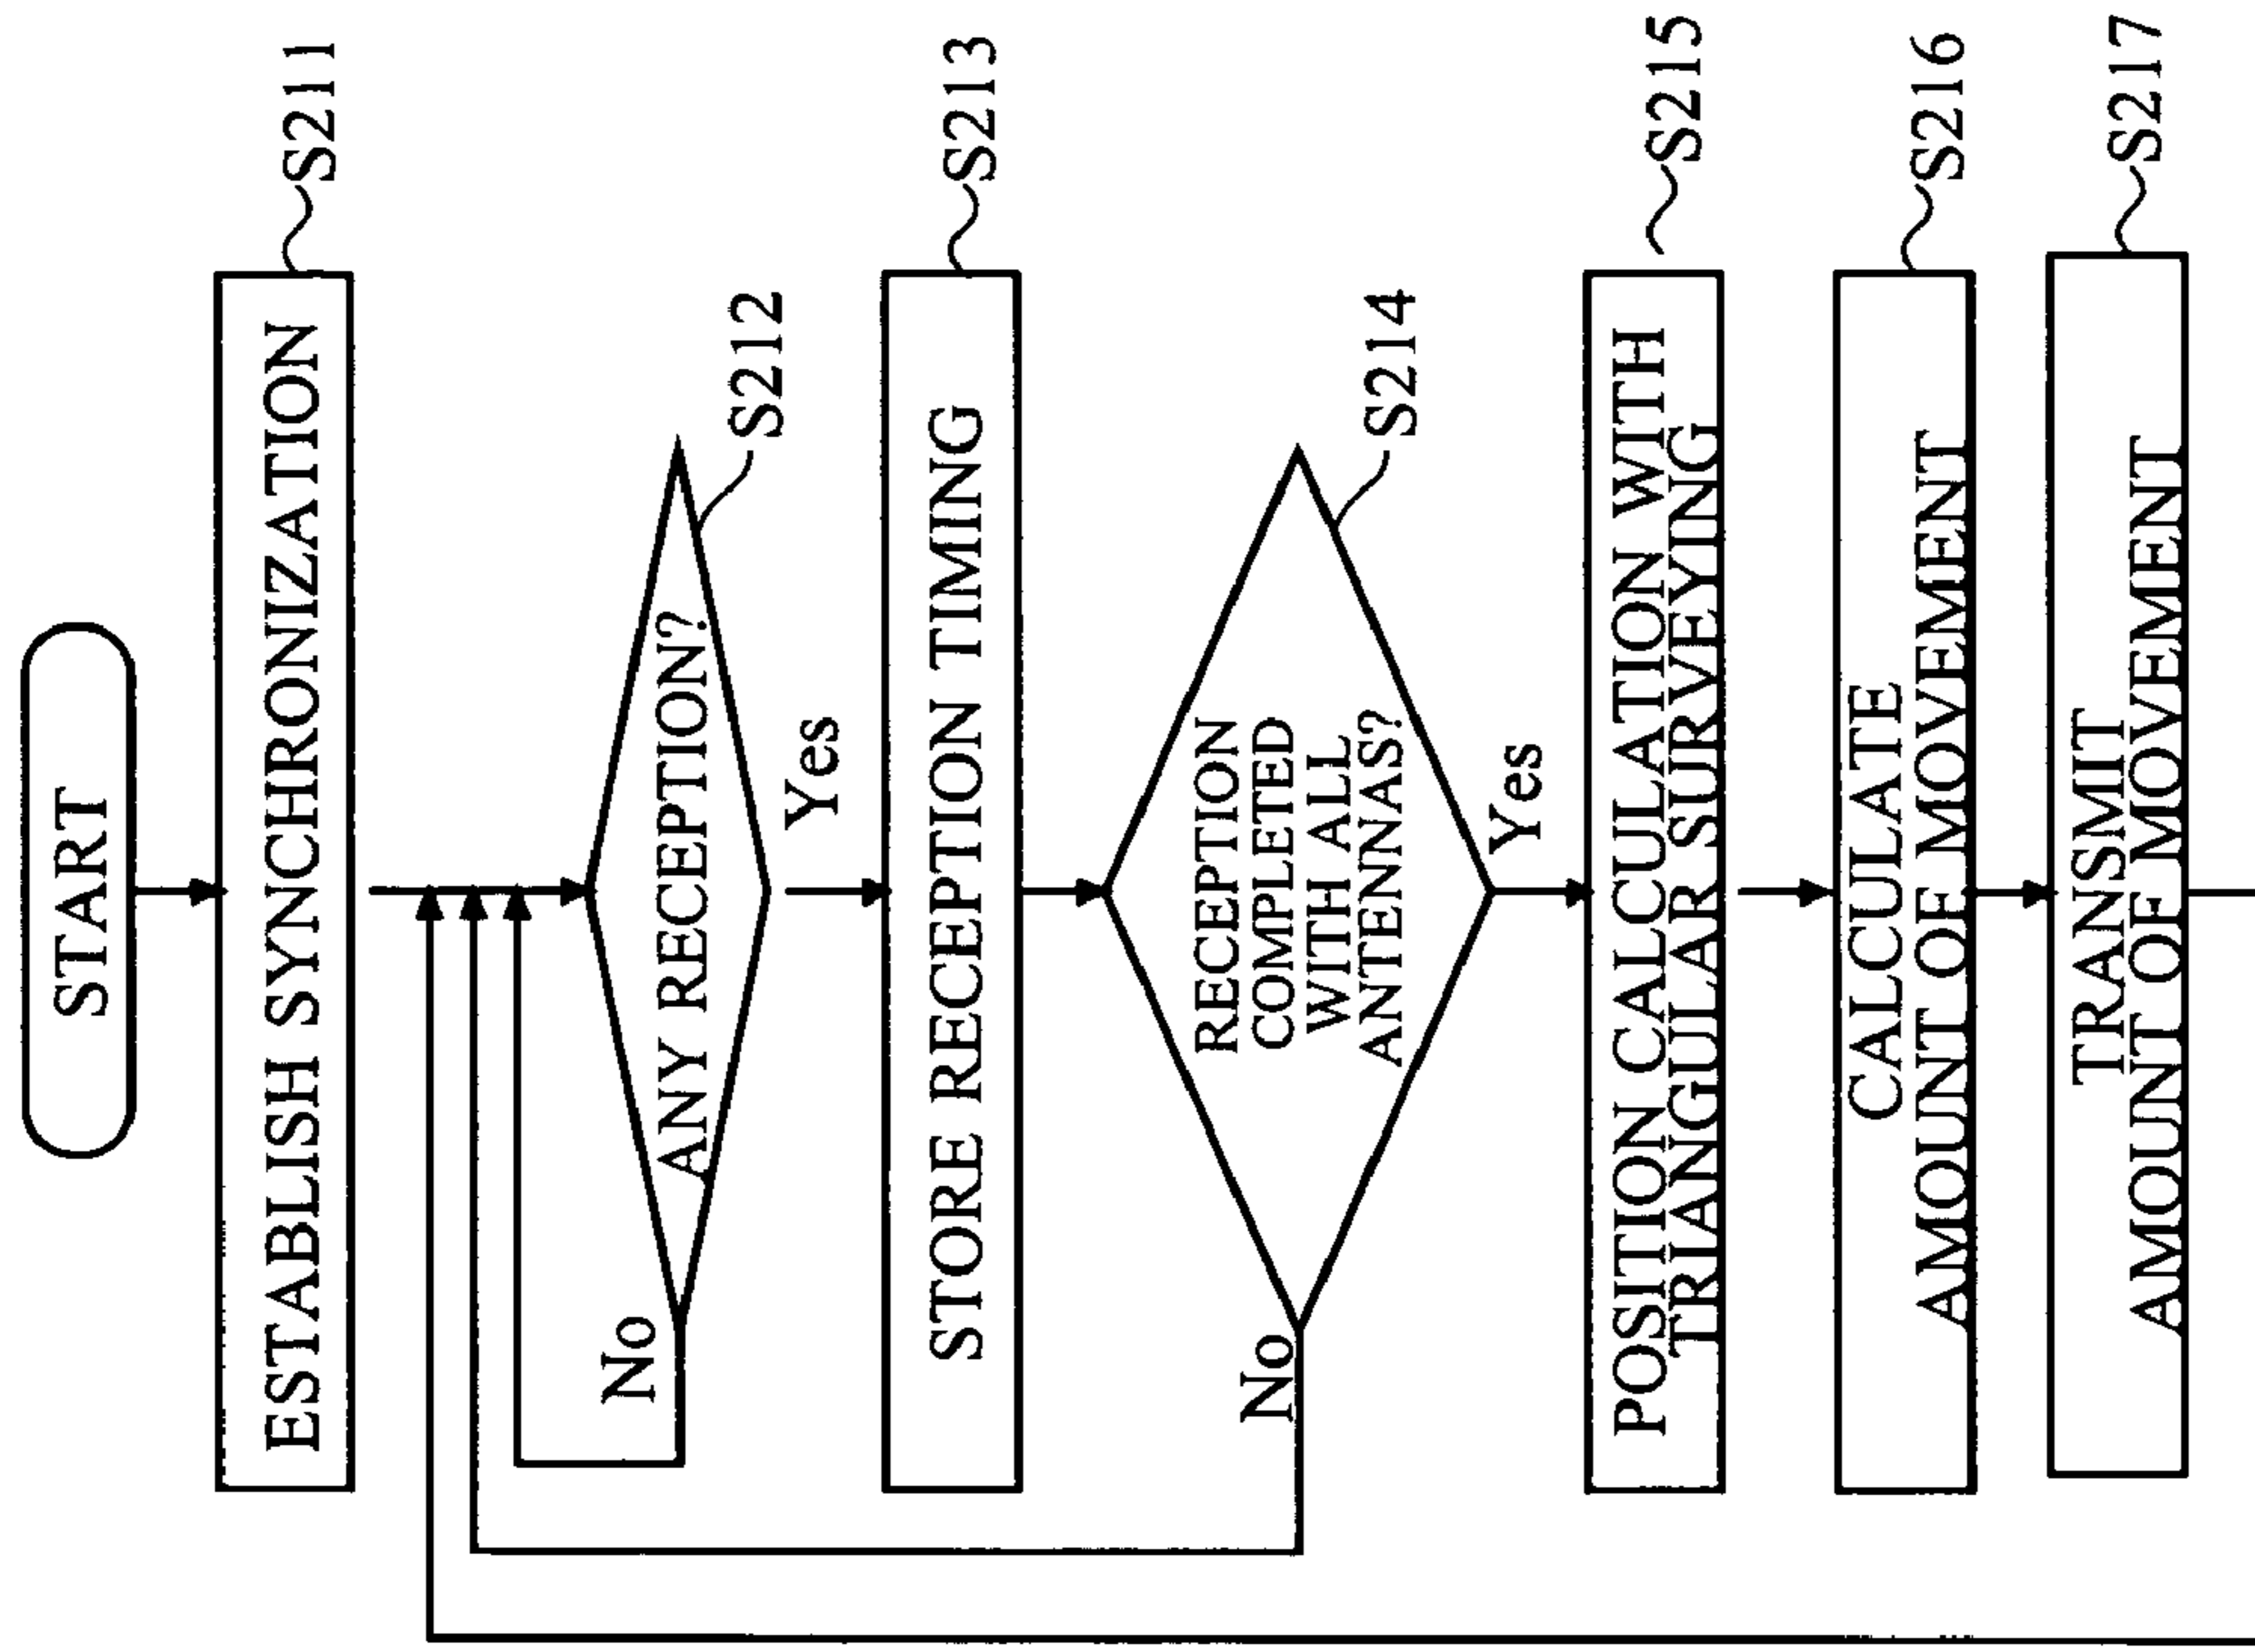 START
ESTABLISH SYNCHRONIZATION
S211
ANY RECEPTION?
S212
No
Yes
STORE RECEPTION TIMING
S213
RECEPTION
COMPLETED
WITH ALL
ANTENNAS?
S214
No
Yes
POSITION CALCULATION WITH
TRIANGULAR SURVEYING
S215
CALCULATE
AMOUNT OF MOVEMENT
S216
TRANSMIT
AMOUNT OF MOVEMENT
S217